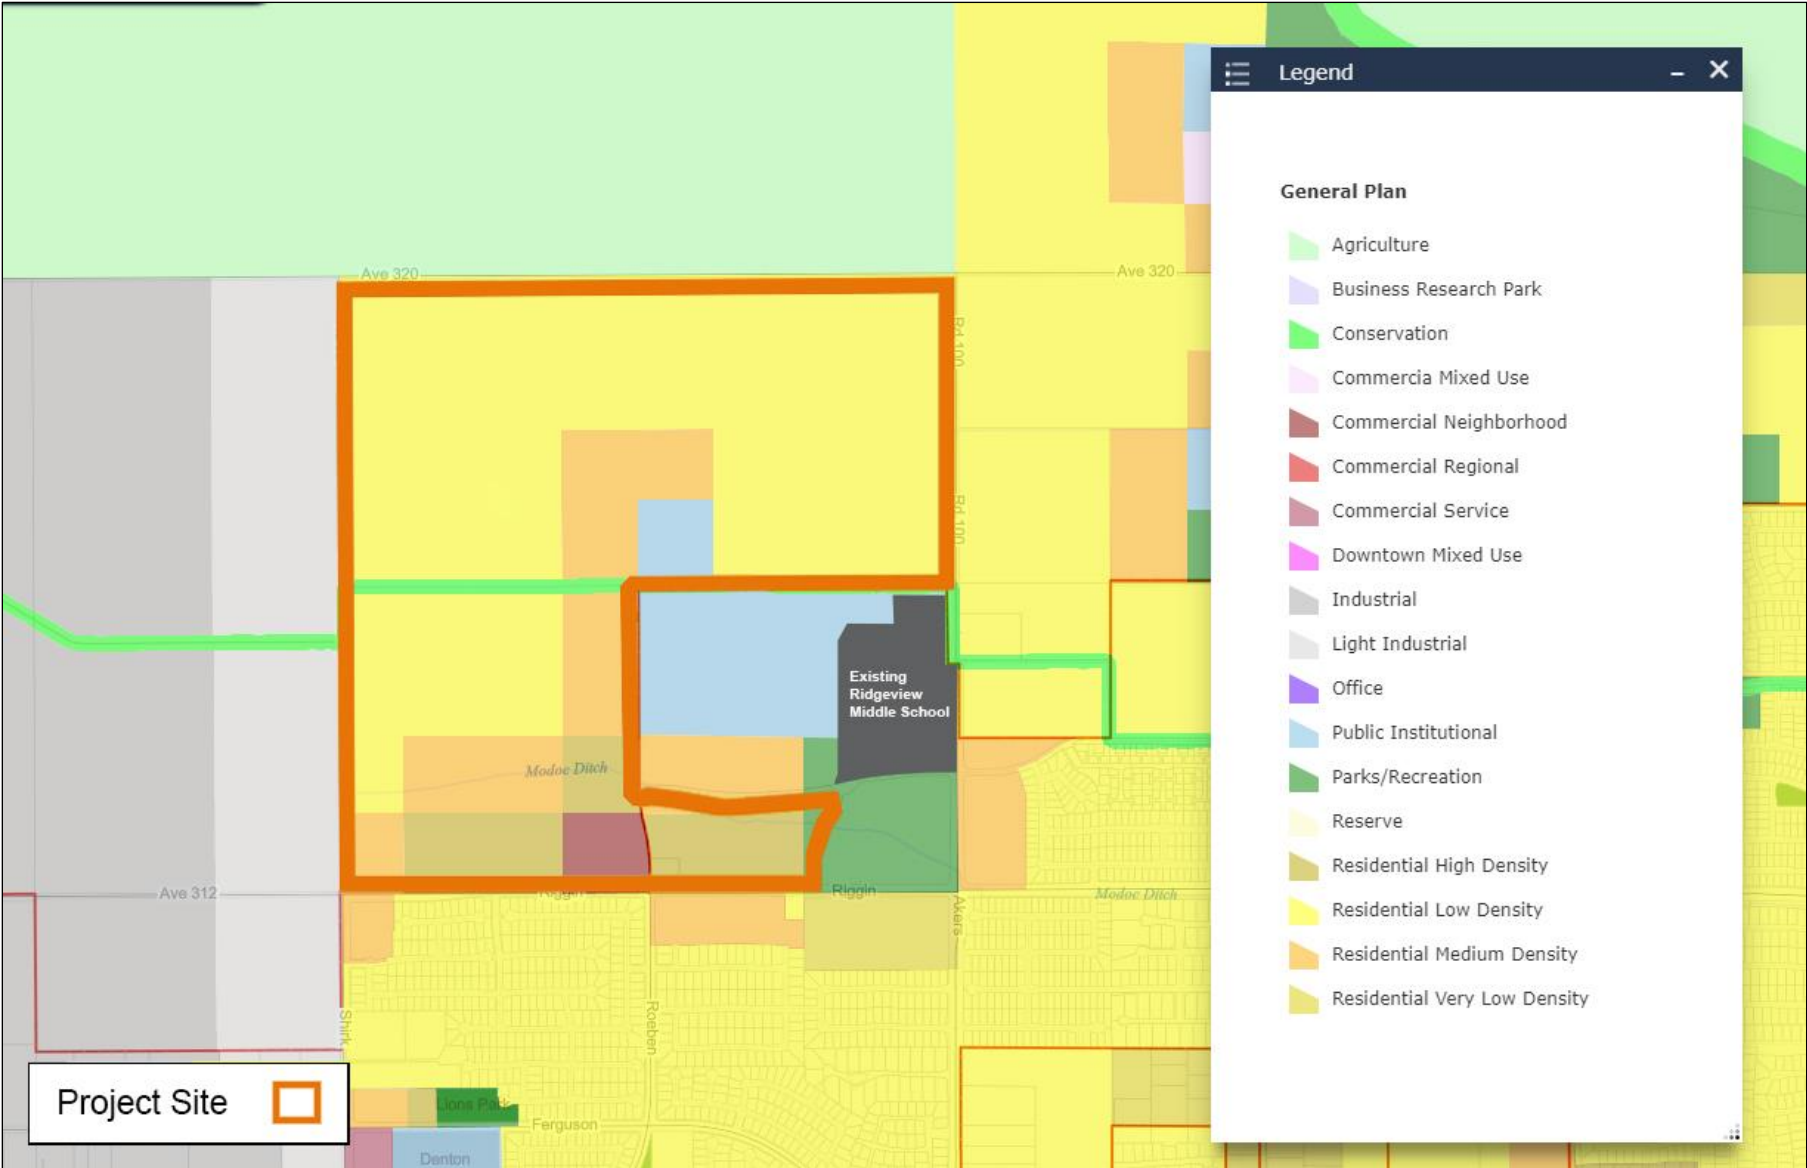 Legend
General Plan
Agriculture
Business Research Park
Conservation
Commercia Mixed Use
Commercial Neighborhood
Commercial Regional
Commercial Service
Downtown Mixed Use
Industrial
Light Industrial
Office
Public Institutional
Parks/Recreation
Reserve
Residential High Density
Residential Low Density
Residential Medium Density
Residential Very Low Density
Ave 320
Ave 320
Rd 100
Rd 100
Existing
Ridgeview
Middle School
Modoc Ditch
Ave 312
Riggin
Riggin
Akers
Modoc Ditch
Shirk
Roeben
Project Site
Lions Park
Ferguson
Denton